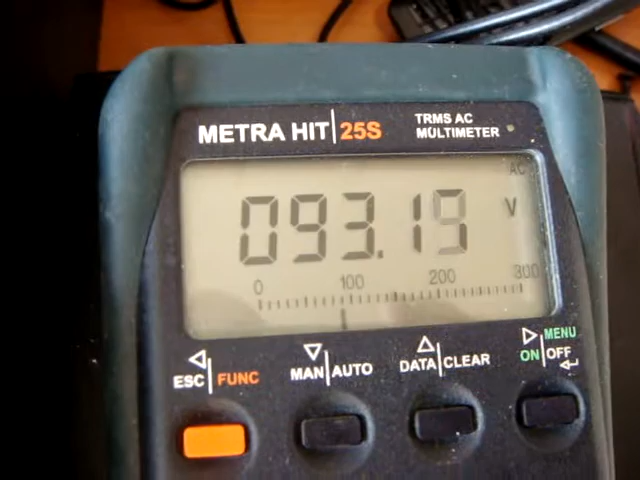 METRA HIT 25S
TRMS AC
MULTIMETER
AC
093.19 V
0 100 200 300
ESC FUNC
MAN AUTO
DATA CLEAR
MENU
ON OFF